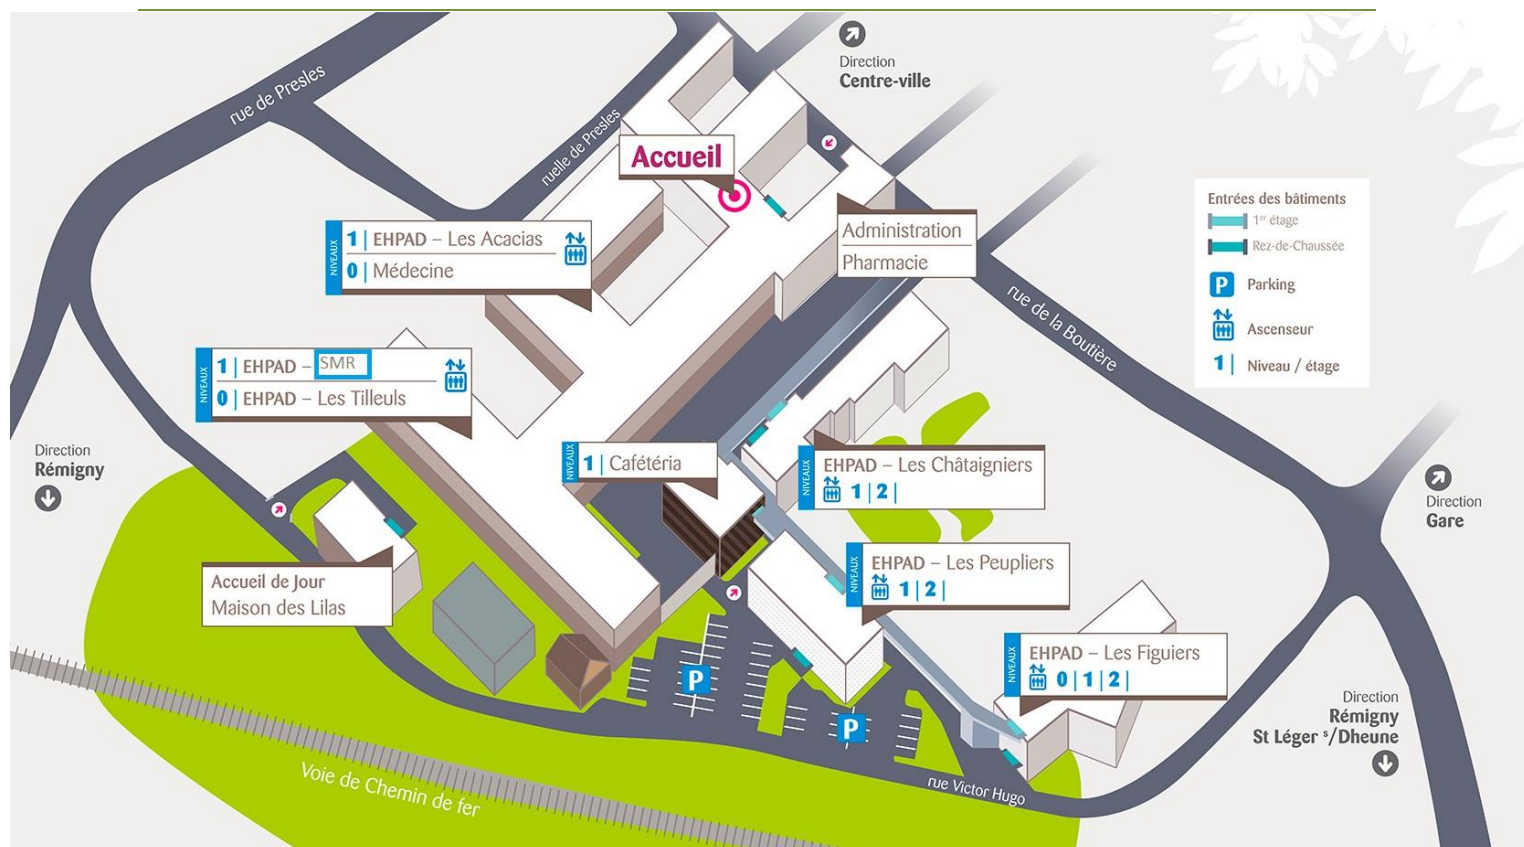 Direction
Centre-ville
rue de Presles
ruelle de Presles
Accueil
Entrées des bâtiments
1er étage
Rez-de-Chaussée
P Parking
Ascenseur
1| Niveau / étage
NIVEAUX
1| EHPAD – Les Acacias
0| Médecine
Administration
Pharmacie
rue de la Boutière
NIVEAUX
1| EHPAD – SMR
0| EHPAD – Les Tilleuls
Direction
Rémigny
NIVEAUX
1| Cafétéria
NIVEAUX
EHPAD – Les Châtaigniers
1|2|
Direction
Gare
NIVEAUX
EHPAD – Les Peupliers
1|2|
Accueil de Jour
Maison des Lilas
NIVEAUX
EHPAD – Les Figuiers
0|1|2|
P
P
Direction
Rémigny
St Léger s/Dheune
rue Victor Hugo
Voie de Chemin de fer